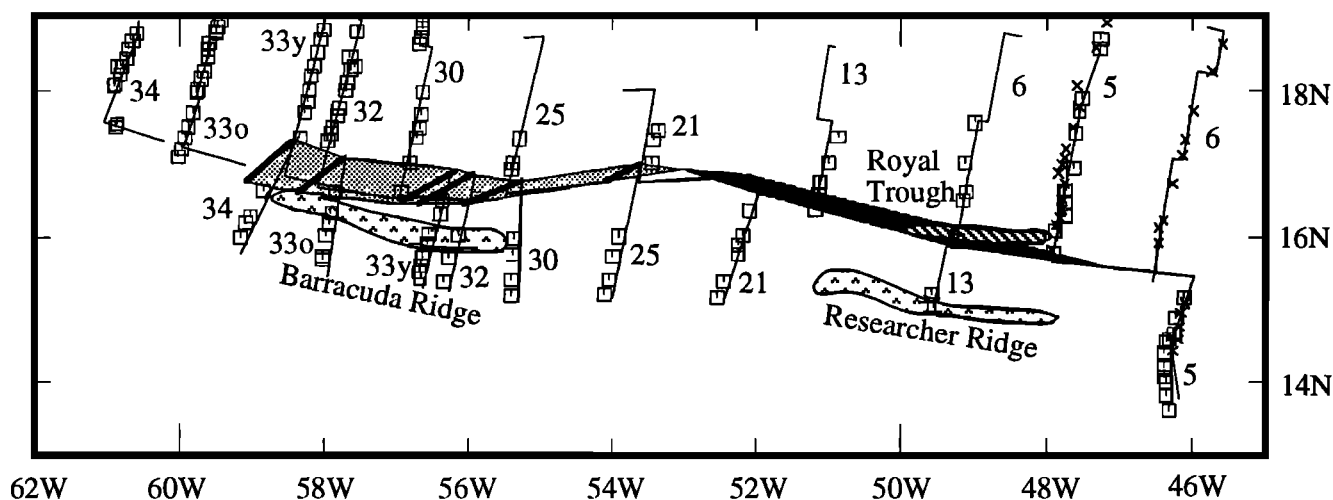 33y
34
33o
32
30
25
21
13
6
5
6
18N
Royal
Trough
16N
34
33o
33y
32
30
25
21
13
Barracuda Ridge
Researcher Ridge
5
14N
62W 60W 58W 56W 54W 52W 50W 48W 46W